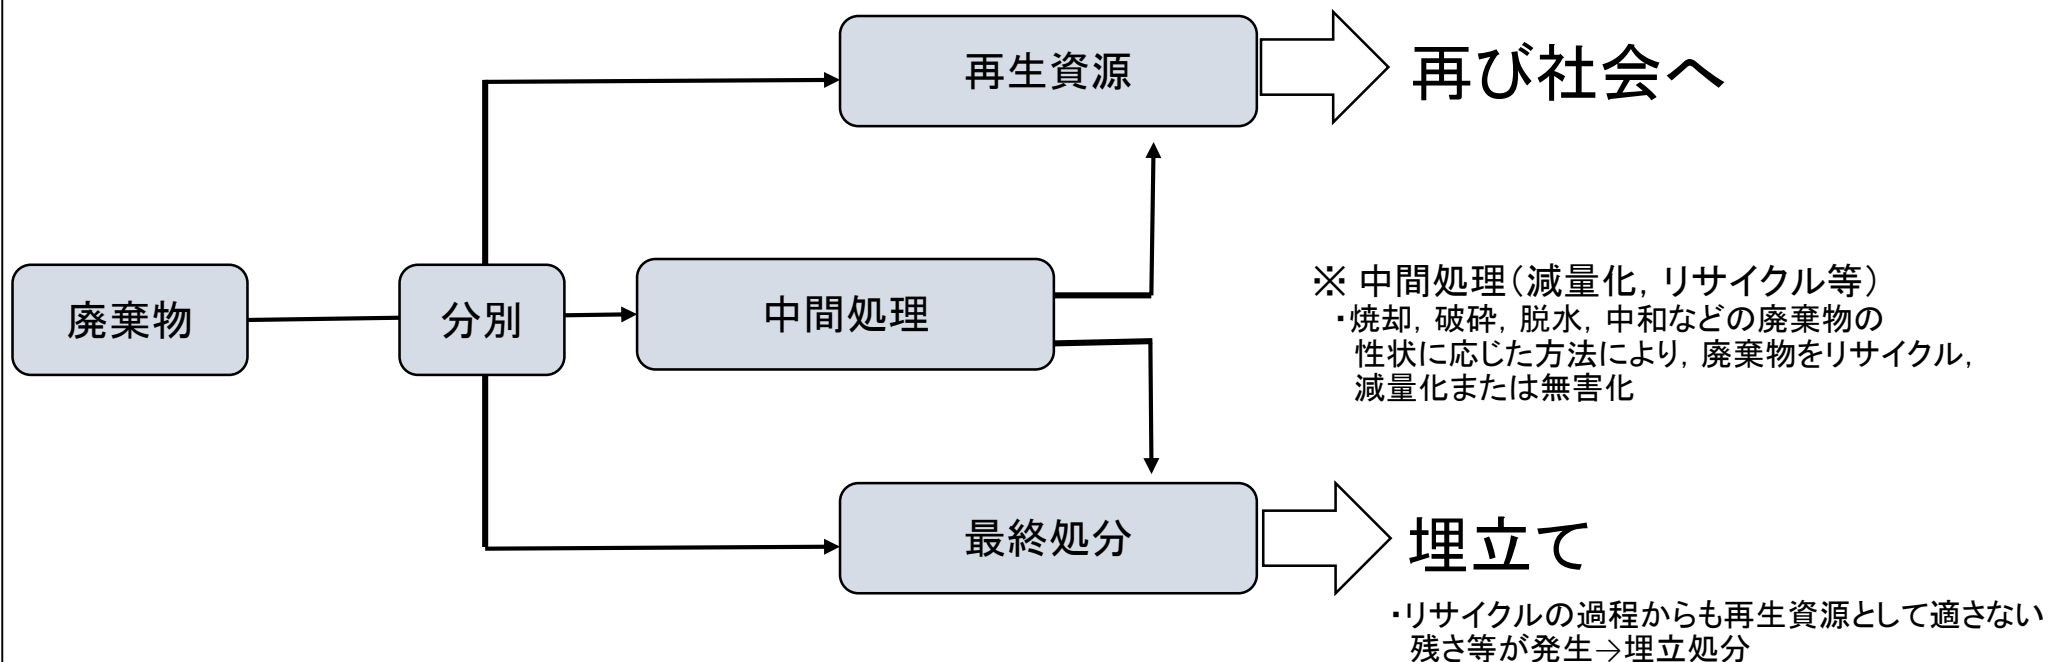 再生資源
再び社会へ
廃棄物
分別
中間処理
※ 中間処理（減量化，リサイクル等）
・焼却，破砕，脱水，中和などの廃棄物の
性状に応じた方法により，廃棄物をリサイクル，
減量化または無害化
最終処分
埋立て
・リサイクルの過程からも再生資源として適さない
残さ等が発生→埋立処分